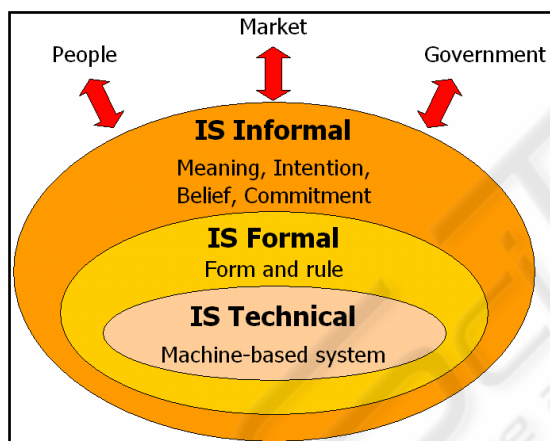 Market
People
Government
IS Informal
Meaning, Intention,
Belief, Commitment
IS Formal
Form and rule
IS Technical
Machine-based system